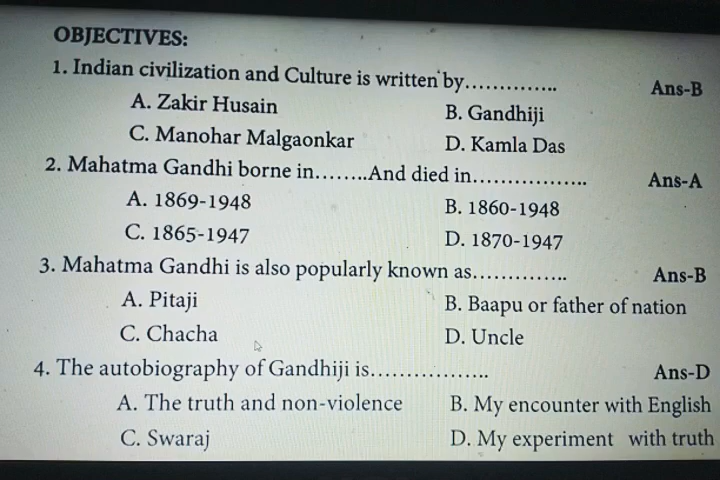 OBJECTIVES:
1. Indian civilization and Culture is written by.............. Ans-B
A. Zakir Husain B. Gandhiji
C. Manohar Malgaonkar D. Kamla Das
2. Mahatma Gandhi borne in........And died in................ Ans-A
A. 1869-1948 B. 1860-1948
C. 1865-1947 D. 1870-1947
3. Mahatma Gandhi is also popularly known as............. Ans-B
A. Pitaji B. Baapu or father of nation
C. Chacha D. Uncle
4. The autobiography of Gandhiji is................. Ans-D
A. The truth and non-violence B. My encounter with English
C. Swaraj D. My experiment with truth